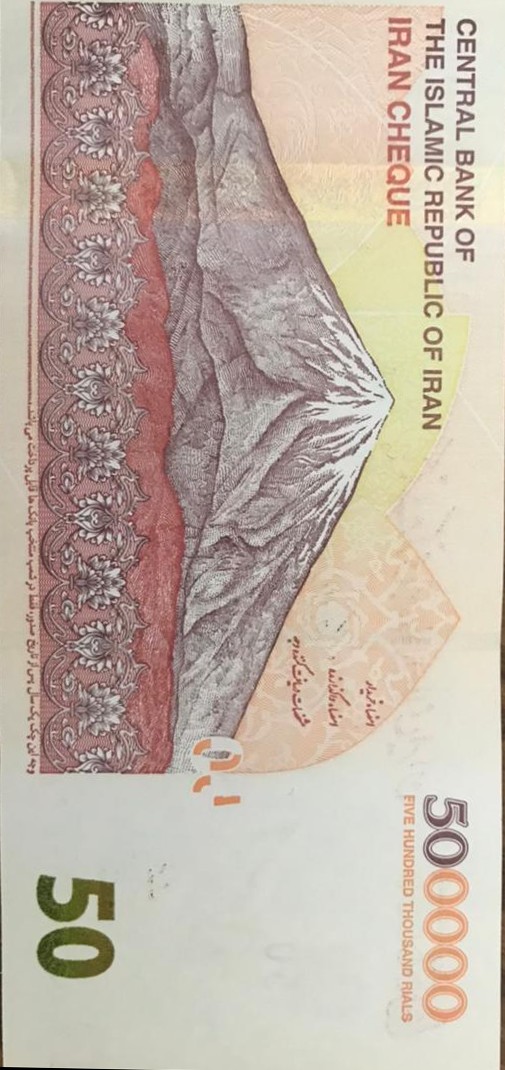 CENTRAL BANK OF
THE ISLAMIC REPUBLIC OF IRAN
IRAN CHEQUE
500000
FIVE HUNDRED THOUSAND RIALS
امضاء خریدار
امضاء واگذارنده
مشخصات دریافت کننده وجه
50
وجه این چک یک سال پس از تاریخ صدور، فقط در شعب منتخب بانک ها قابل پرداخت می باشد.